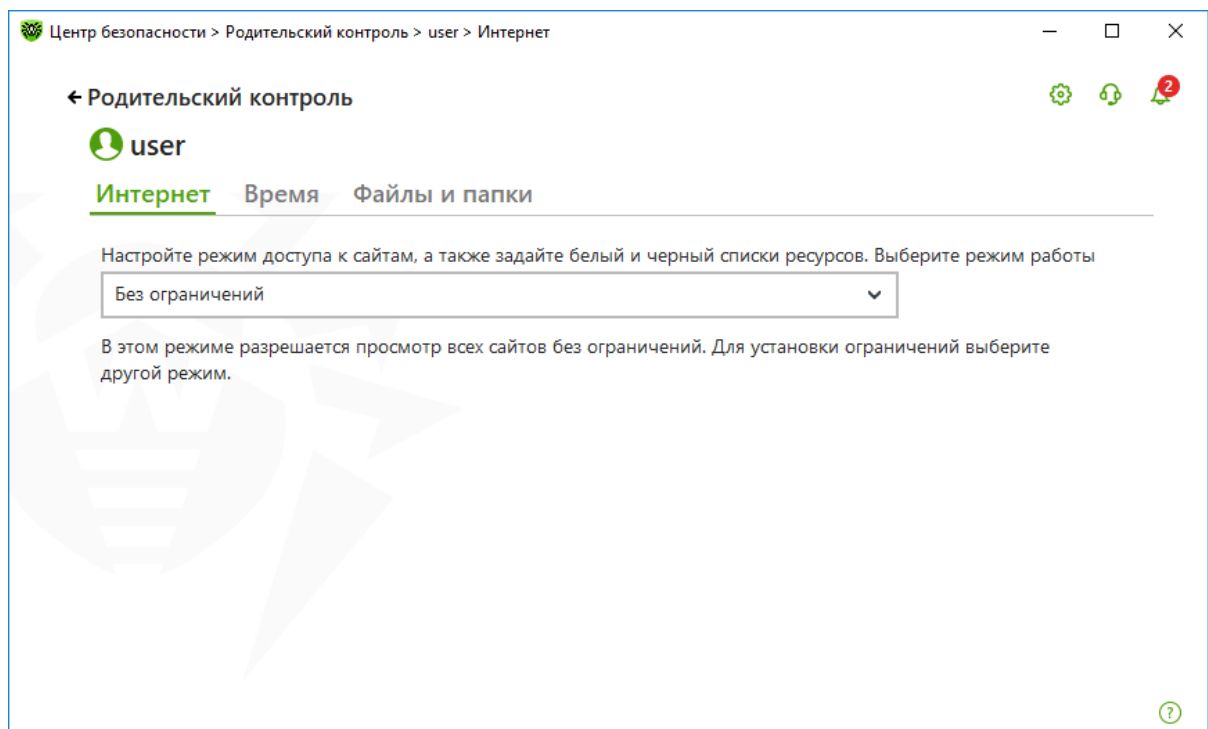 Центр безопасности > Родительский контроль > user > Интернет
Родительский контроль
2
user
Интернет Время Файлы и папки
Настройте режим доступа к сайтам, а также задайте белый и черный списки ресурсов. Выберите режим работы
Без ограничений
В этом режиме разрешается просмотр всех сайтов без ограничений. Для установки ограничений выберите
другой режим.
?